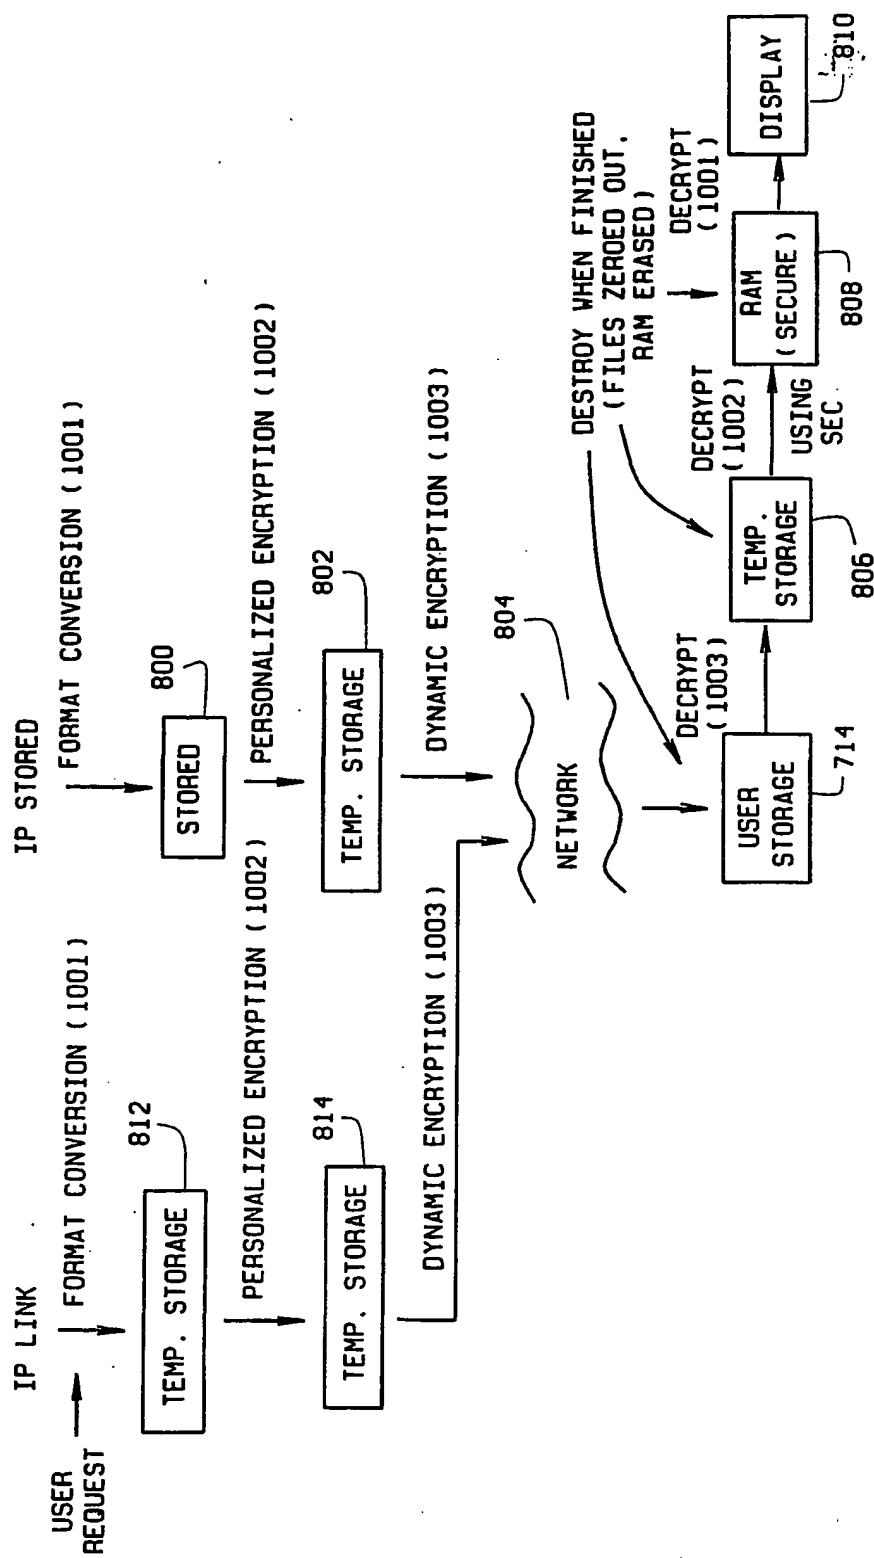 USER
REQUEST
IP LINK
FORMAT CONVERSION (1001)
812
TEMP. STORAGE
PERSONALIZED ENCRYPTION (1002)
814
TEMP. STORAGE
DYNAMIC ENCRYPTION (1003)
IP STORED
FORMAT CONVERSION (1001)
800
STORED
PERSONALIZED ENCRYPTION (1002)
802
TEMP. STORAGE
DYNAMIC ENCRYPTION (1003)
804
NETWORK
DESTROY WHEN FINISHED
(FILES ZEROED OUT,
RAM ERASED)
USER
STORAGE
714
DECRYPT
(1003)
TEMP.
STORAGE
806
DECRYPT
(1002)
USING
SEC
RAM
(SECURE)
808
DECRYPT
(1001)
DISPLAY
810